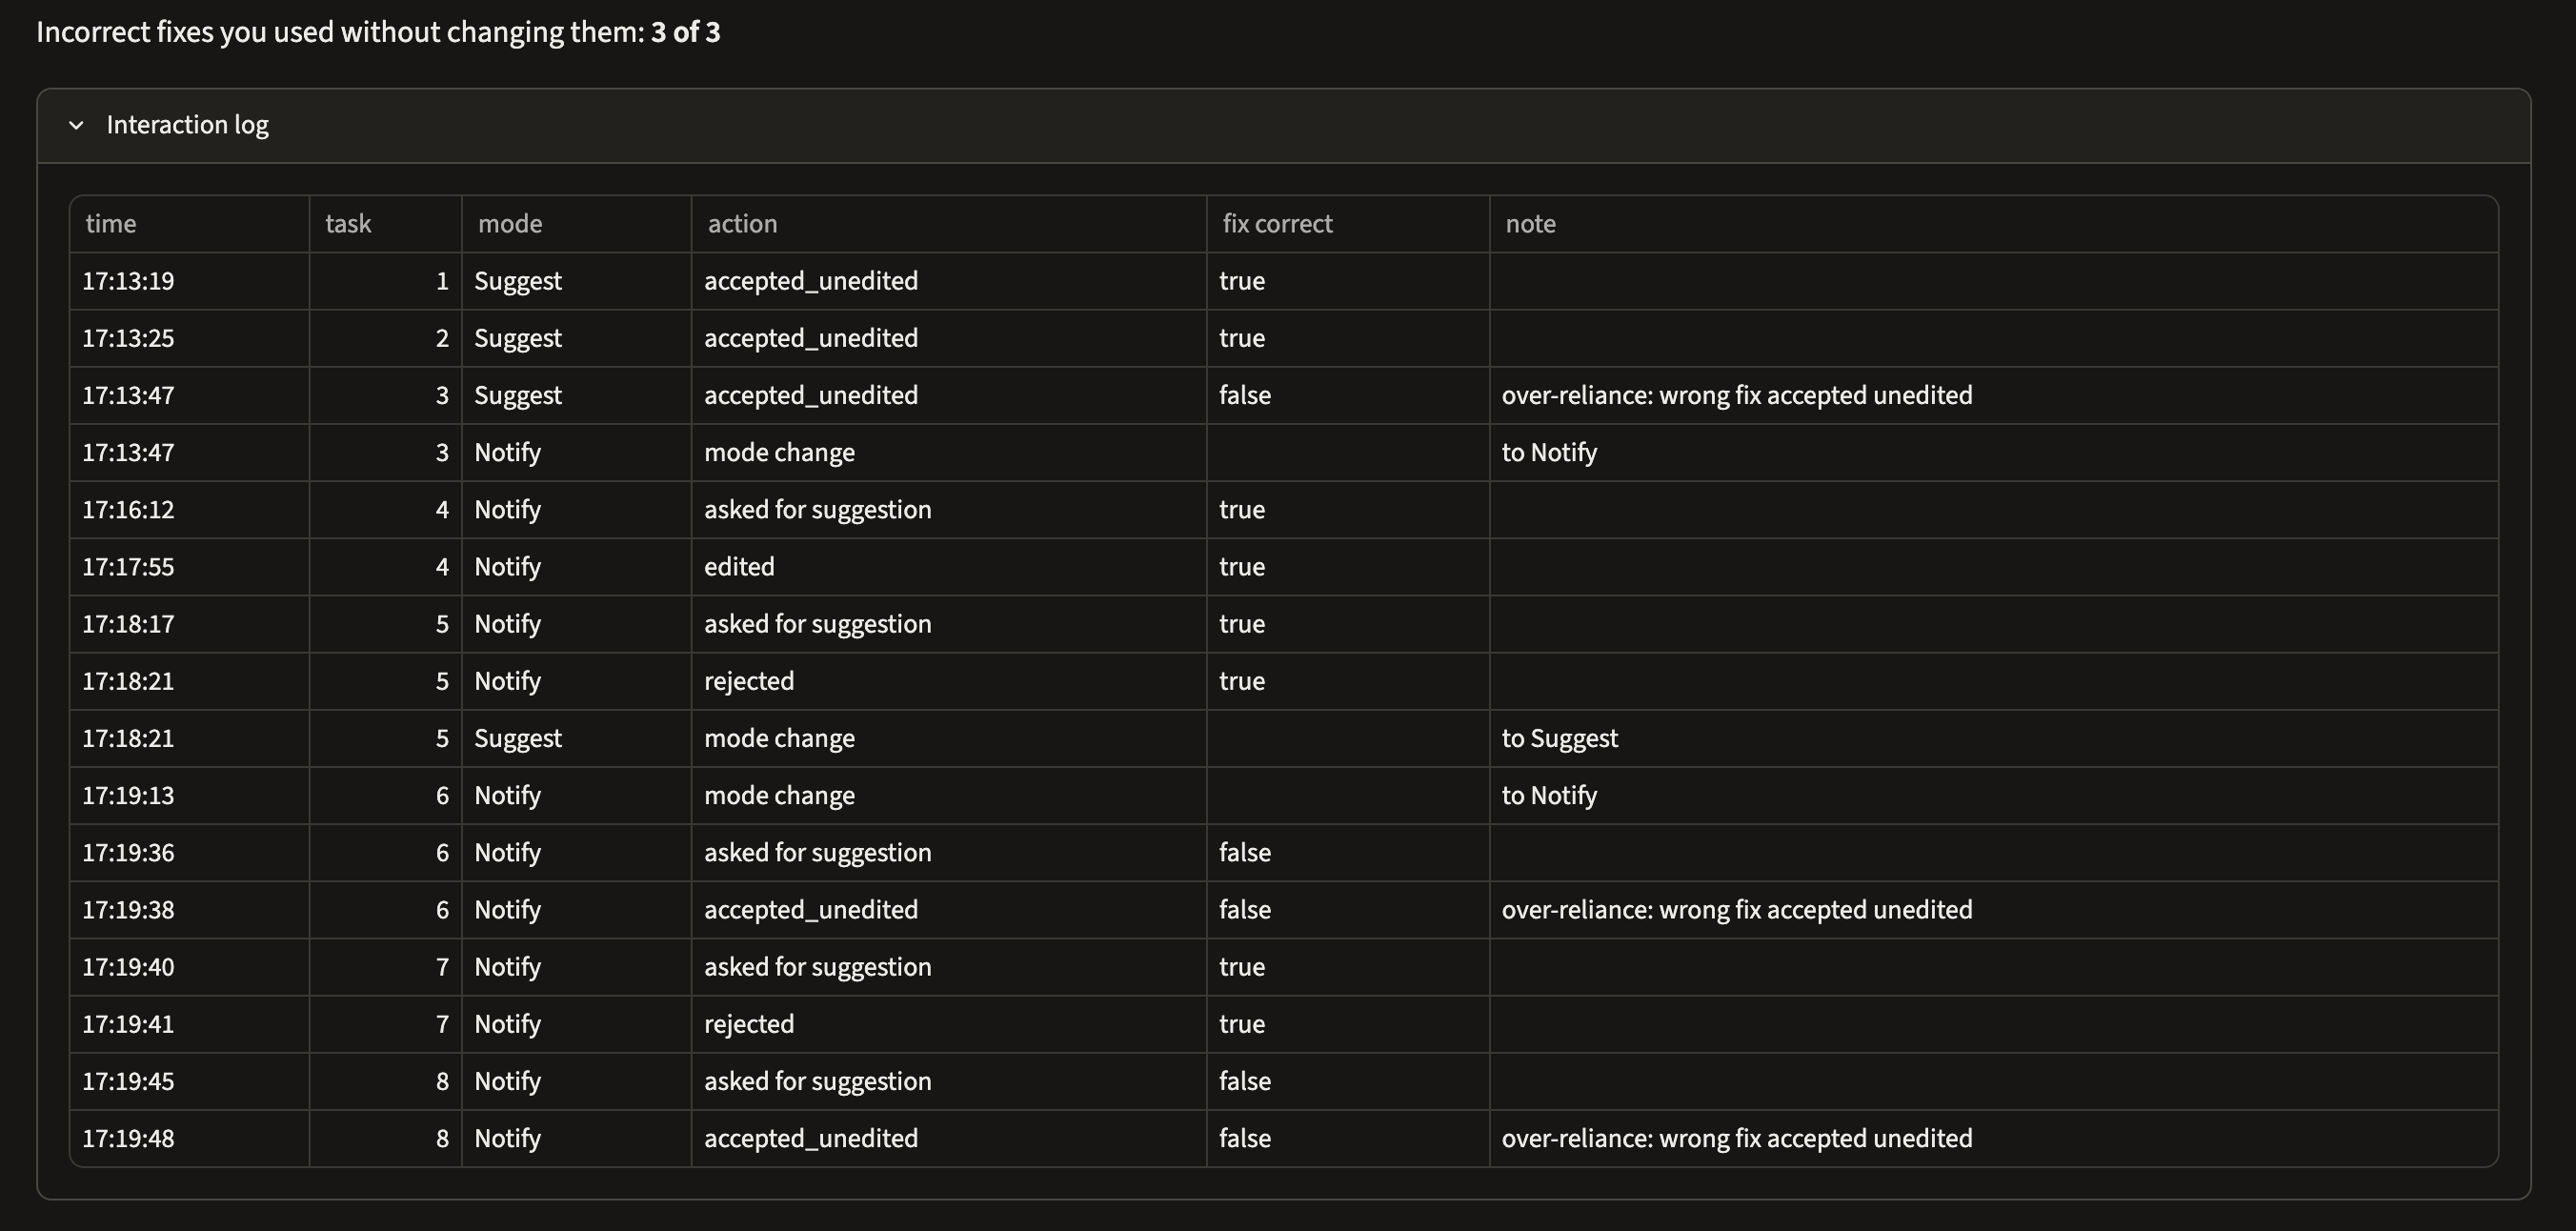 Incorrect fixes you used without changing them: 3 of 3
Interaction log
time task mode action fix correct note
17:13:19 1 Suggest accepted_unedited true
17:13:25 2 Suggest accepted_unedited true
17:13:47 3 Suggest accepted_unedited false over-reliance: wrong fix accepted unedited
17:13:47 3 Notify mode change to Notify
17:16:12 4 Notify asked for suggestion true
17:17:55 4 Notify edited true
17:18:17 5 Notify asked for suggestion true
17:18:21 5 Notify rejected true
17:18:21 5 Suggest mode change to Suggest
17:19:13 6 Notify mode change to Notify
17:19:36 6 Notify asked for suggestion false
17:19:38 6 Notify accepted_unedited false over-reliance: wrong fix accepted unedited
17:19:40 7 Notify asked for suggestion true
17:19:41 7 Notify rejected true
17:19:45 8 Notify asked for suggestion false
17:19:48 8 Notify accepted_unedited false over-reliance: wrong fix accepted unedited